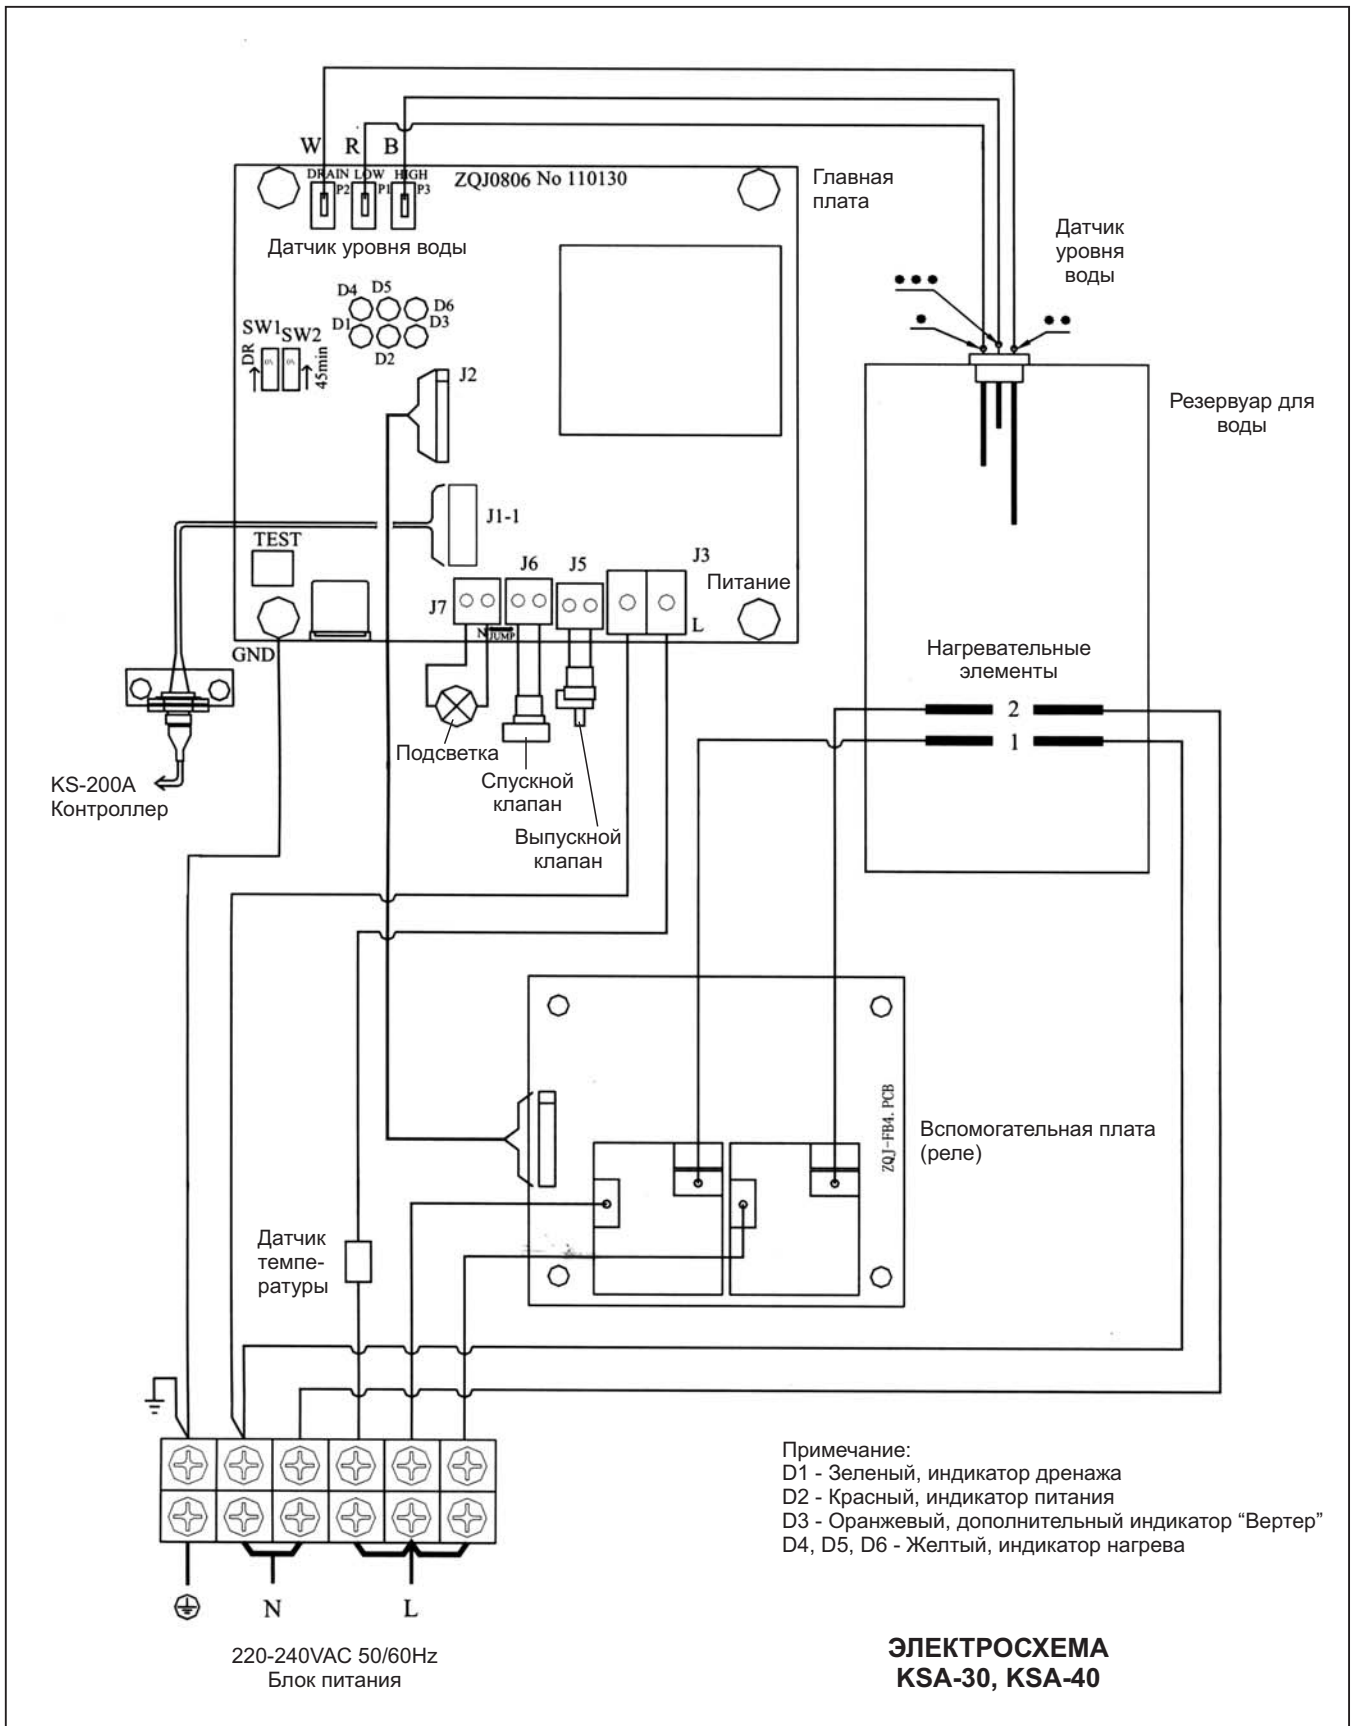 W R B
DRAIN LOW HIGH
P2 P1 P3
ZQJ0806 No 110130
Главная
плата
Датчик уровня воды
Датчик
уровня
воды
D4 D5 D6
D1 D2 D3
SW1 SW2
DR
45min
J2
Резервуар для
воды
J1-1
TEST
J7
J6
J5
J3
Питание
N JUMP
L
GND
Нагревательные
элементы
2
1
Подсветка
Спускной
клапан
Выпускной
клапан
KS-200A
Контроллер
ZQJ-FB4.PCB
Вспомогательная плата
(реле)
Датчик
темпе-
ратуры
Примечание:
D1 - Зеленый, индикатор дренажа
D2 - Красный, индикатор питания
D3 - Оранжевый, дополнительный индикатор “Вертер”
D4, D5, D6 - Желтый, индикатор нагрева
N
L
220-240VAC 50/60Hz
Блок питания
ЭЛЕКТРОСХЕМА
KSA-30, KSA-40